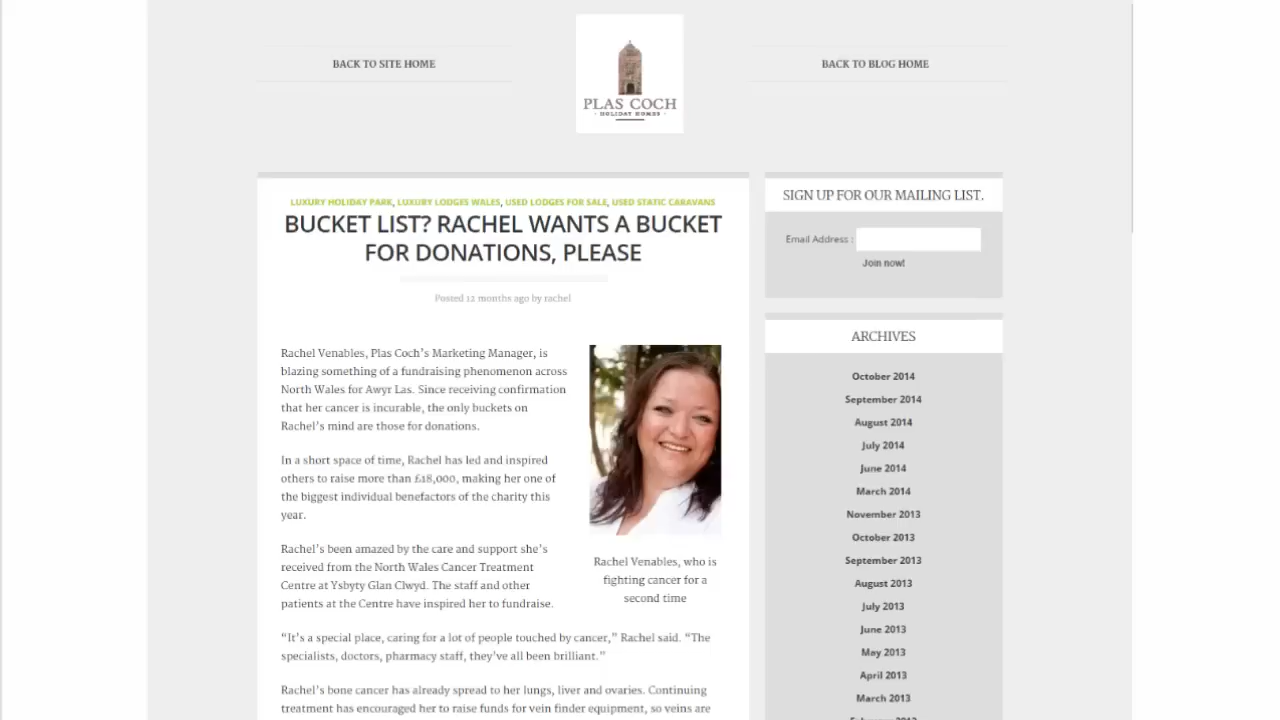 BACK TO SITE HOME
PLAS COCH
· HOLIDAY HOMES ·
BACK TO BLOG HOME
LUXURY HOLIDAY PARK, LUXURY LODGES WALES, USED LODGES FOR SALE, USED STATIC CARAVANS
BUCKET LIST? RACHEL WANTS A BUCKET
FOR DONATIONS, PLEASE
Posted 12 months ago by rachel
Rachel Venables, Plas Coch’s Marketing Manager, is
blazing something of a fundraising phenomenon across
North Wales for Awyr Las. Since receiving confirmation
that her cancer is incurable, the only buckets on
Rachel’s mind are those for donations.
In a short space of time, Rachel has led and inspired
others to raise more than £18,000, making her one of
the biggest individual benefactors of the charity this
year.
Rachel’s been amazed by the care and support she’s
received from the North Wales Cancer Treatment
Centre at Ysbyty Glan Clwyd. The staff and other
patients at the Centre have inspired her to fundraise.
Rachel Venables, who is
fighting cancer for a
second time
“It’s a special place, caring for a lot of people touched by cancer,” Rachel said. “The
specialists, doctors, pharmacy staff, they’ve all been brilliant.”
Rachel’s bone cancer has already spread to her lungs, liver and ovaries. Continuing
treatment has encouraged her to raise funds for vein finder equipment, so veins are
SIGN UP FOR OUR MAILING LIST.
Email Address :
Join now!
ARCHIVES
October 2014
September 2014
August 2014
July 2014
June 2014
March 2014
November 2013
October 2013
September 2013
August 2013
July 2013
June 2013
May 2013
April 2013
March 2013